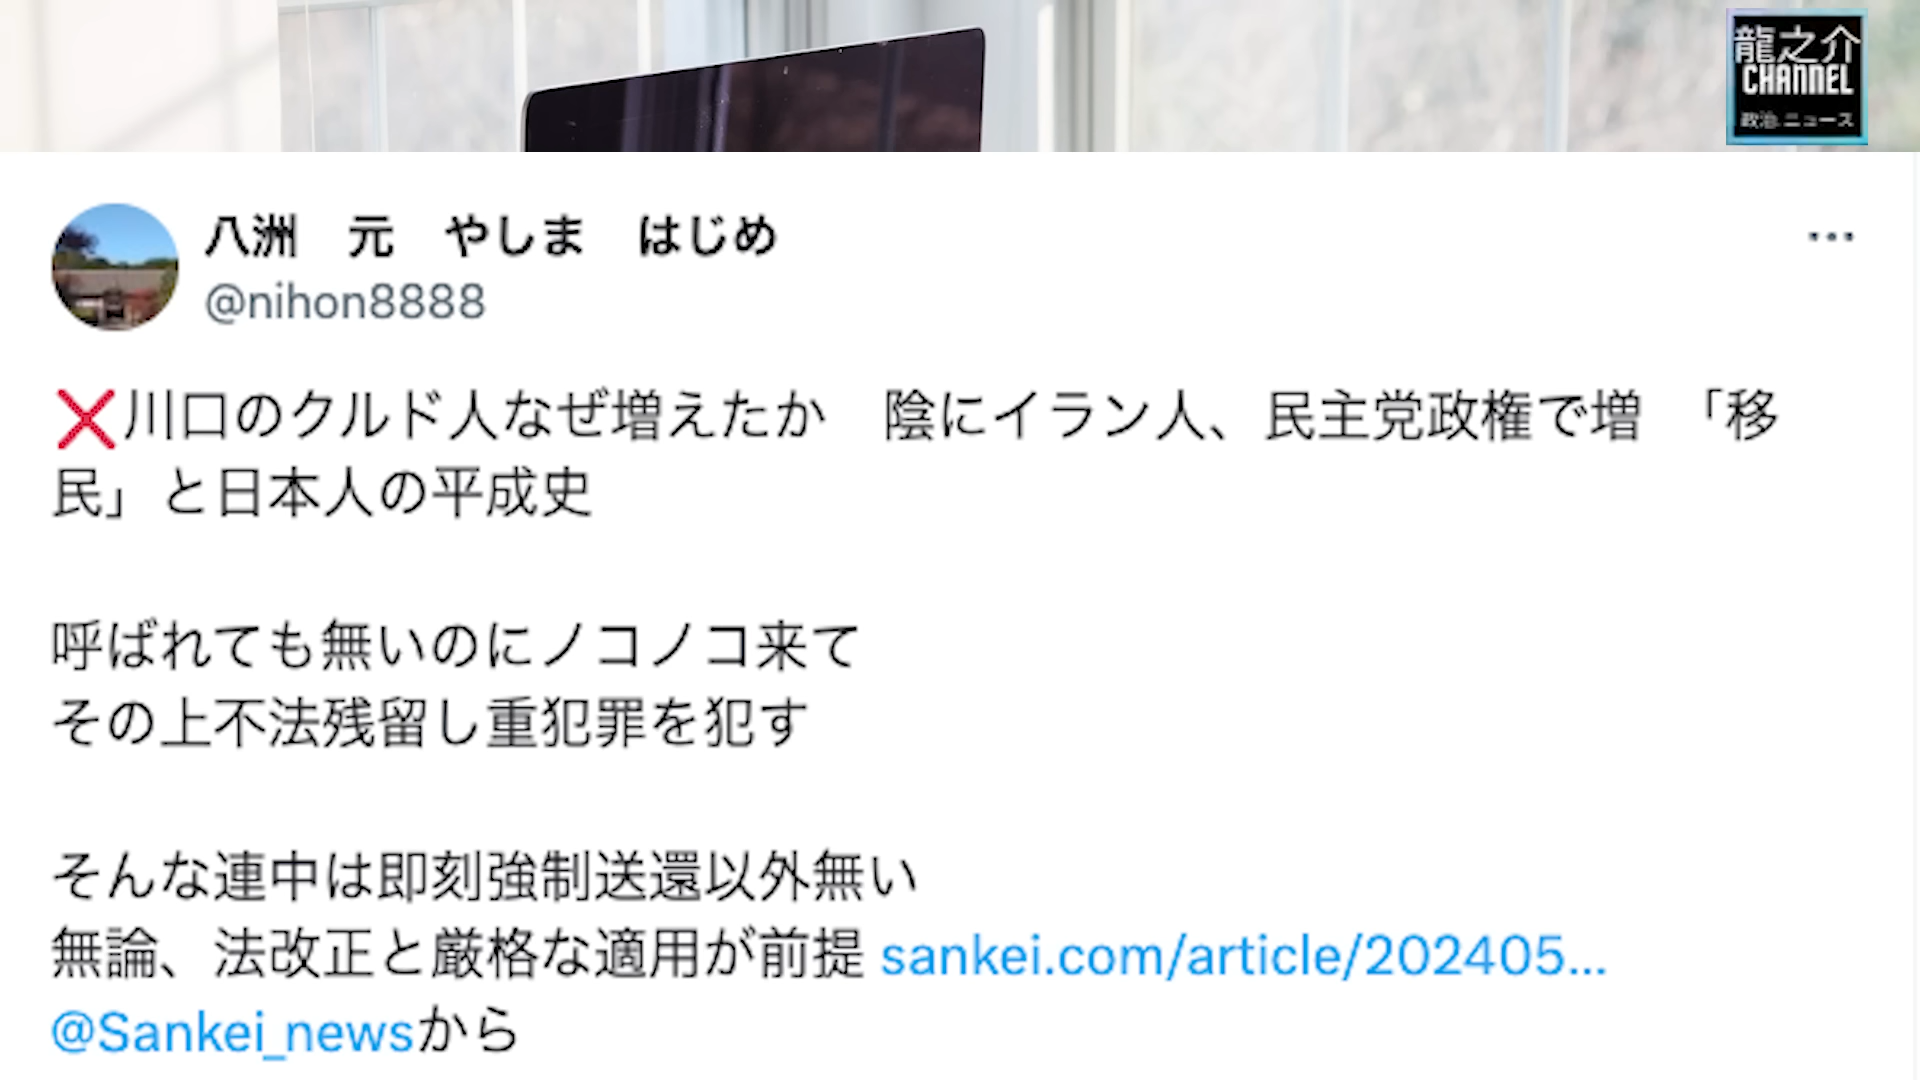 龍之介
CHANNEL
政治 ニュース
八洲　元　やしま　はじめ
@nihon8888
❌川口のクルド人なぜ増えたか　陰にイラン人、民主党政権で増　「移
民」と日本人の平成史
呼ばれても無いのにノコノコ来て
その上不法残留し重犯罪を犯す
そんな連中は即刻強制送還以外無い
無論、法改正と厳格な適用が前提 sankei.com/article/202405...
@Sankei_newsから